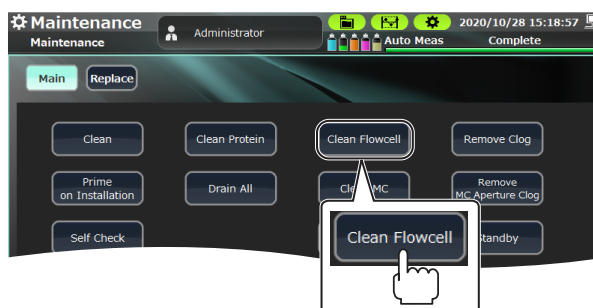 Maintenance
Administrator
2020/10/28 15:18:57
Maintenance
Auto Meas
Complete
Main
Replace
Clean
Clean Protein
Clean Flowcell
Remove Clog
Prime
on Installation
Drain All
MC
Remove
MC Aperture Clog
Self Check
Clean Flowcell
Standby